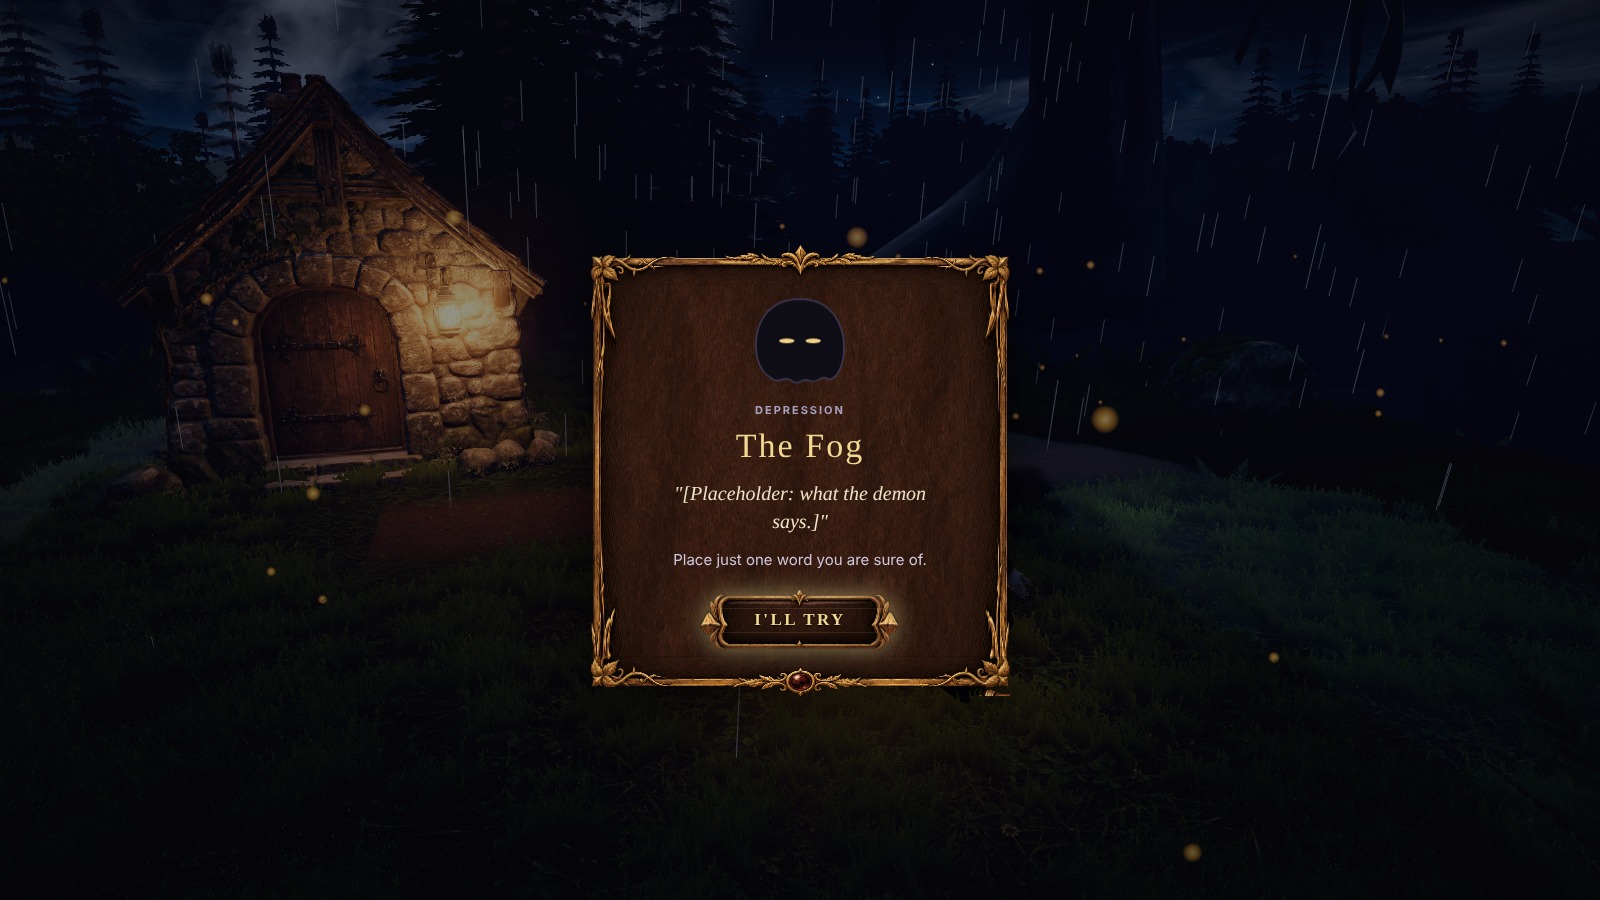 DEPRESSION
The Fog
"[Placeholder: what the demon
says.]"
Place just one word you are sure of.
I'LL TRY